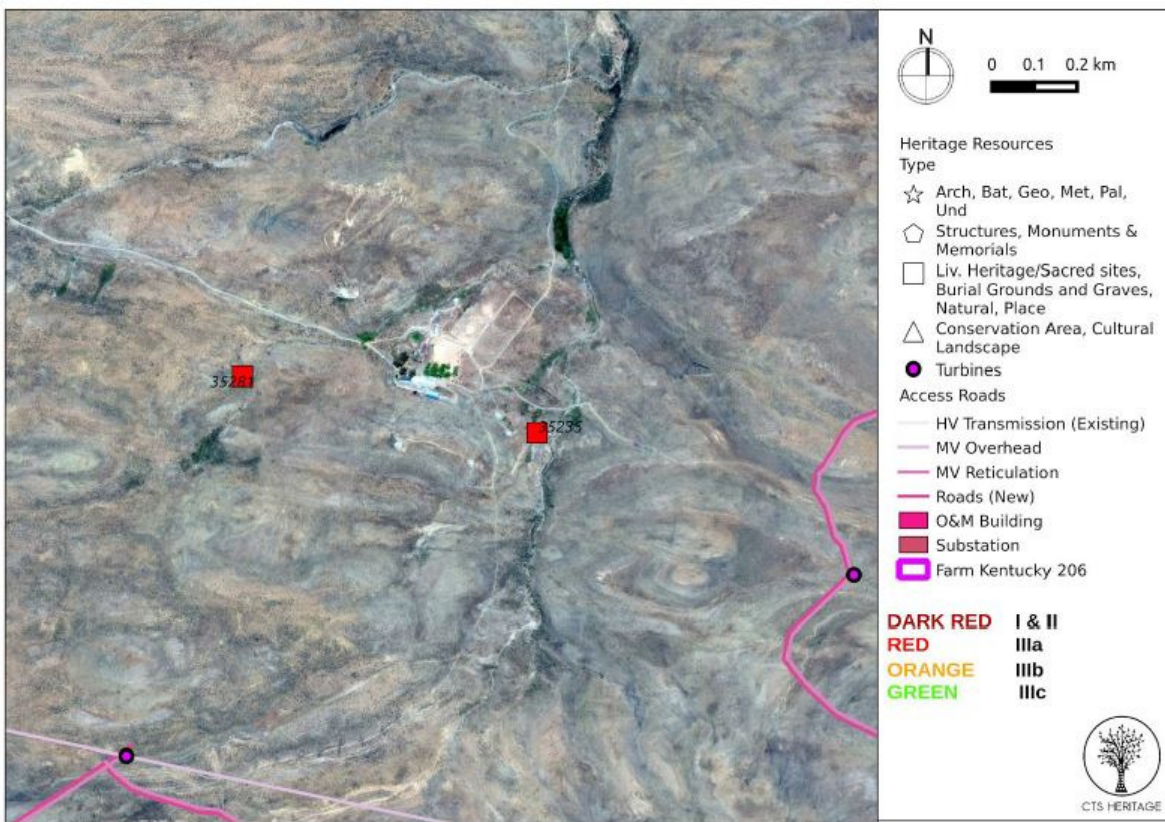 N
0 0.1 0.2 km
Heritage Resources
Type
Arch, Bat, Geo, Met, Pal,
Und
Structures, Monuments &
Memorials
Liv. Heritage/Sacred sites,
Burial Grounds and Graves,
Natural, Place
Conservation Area, Cultural
Landscape
Turbines
Access Roads
HV Transmission (Existing)
MV Overhead
MV Reticulation
Roads (New)
O&M Building
Substation
Farm Kentucky 206
DARK RED I & II
RED IIIa
ORANGE IIIb
GREEN IIIc
CTS HERITAGE
35281
35235